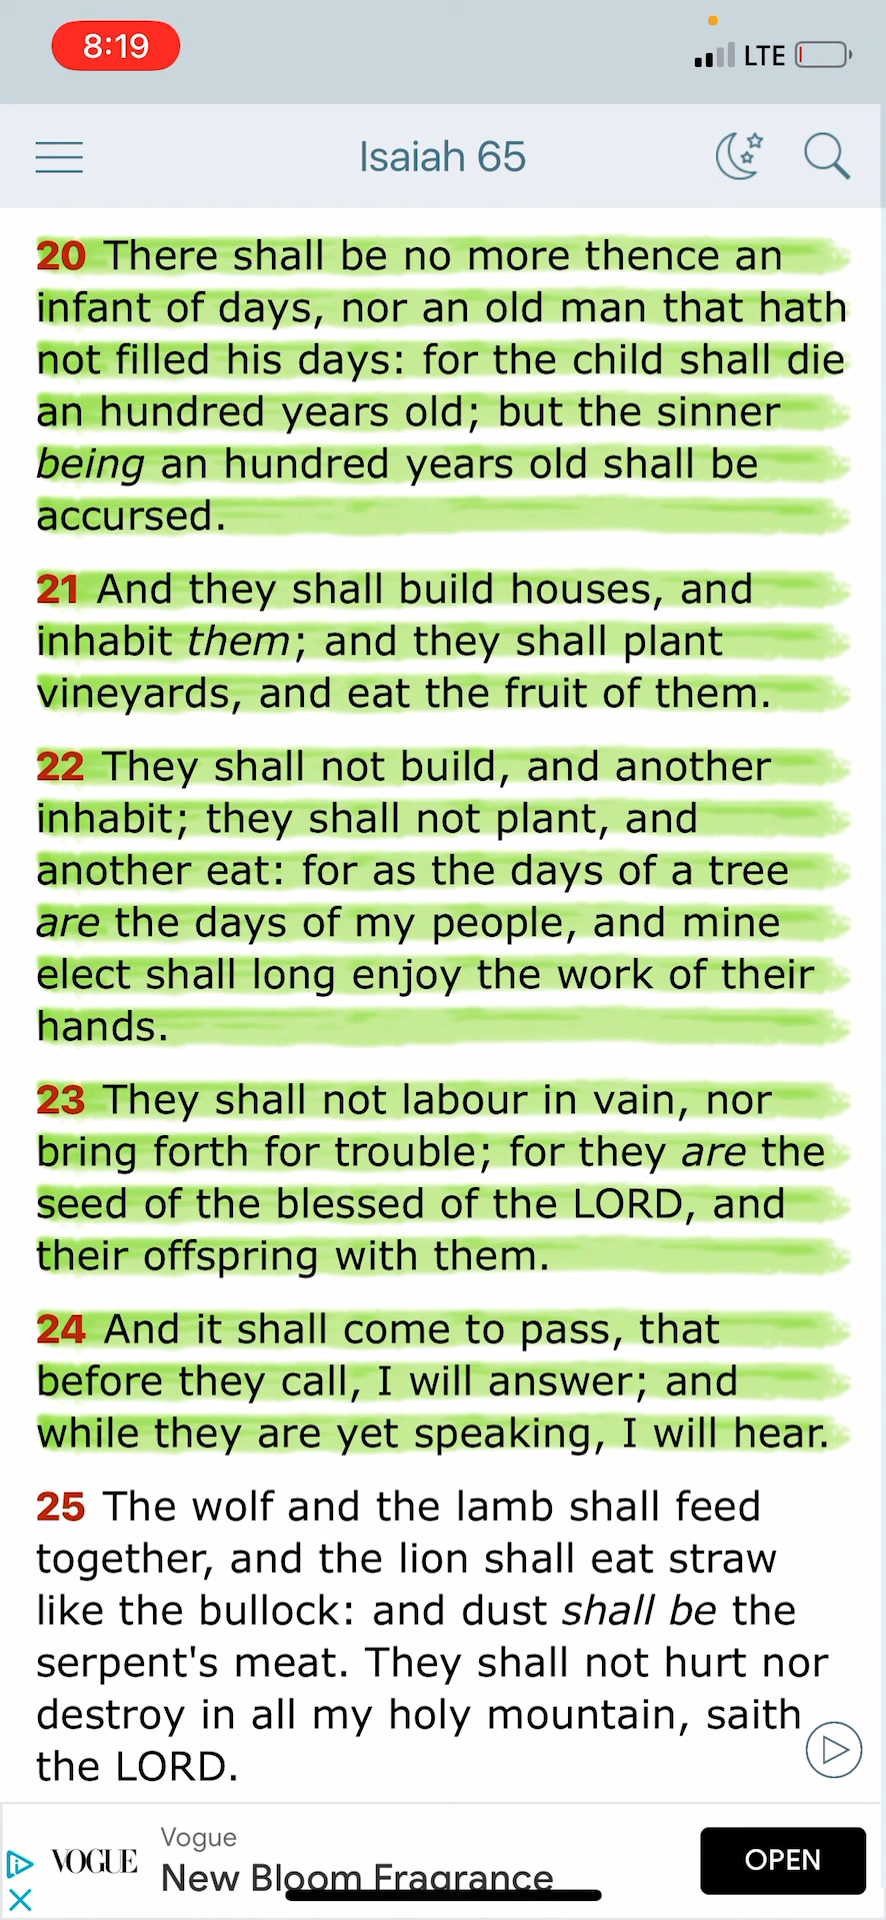 8:19
LTE
Isaiah 65
20 There shall be no more thence an
infant of days, nor an old man that hath
not filled his days: for the child shall die
an hundred years old; but the sinner
being an hundred years old shall be
accursed.
21 And they shall build houses, and
inhabit them; and they shall plant
vineyards, and eat the fruit of them.
22 They shall not build, and another
inhabit; they shall not plant, and
another eat: for as the days of a tree
are the days of my people, and mine
elect shall long enjoy the work of their
hands.
23 They shall not labour in vain, nor
bring forth for trouble; for they are the
seed of the blessed of the LORD, and
their offspring with them.
24 And it shall come to pass, that
before they call, I will answer; and
while they are yet speaking, I will hear.
25 The wolf and the lamb shall feed
together, and the lion shall eat straw
like the bullock: and dust shall be the
serpent's meat. They shall not hurt nor
destroy in all my holy mountain, saith
the LORD.
VOGUE
Vogue
New Bloom Fragrance
OPEN